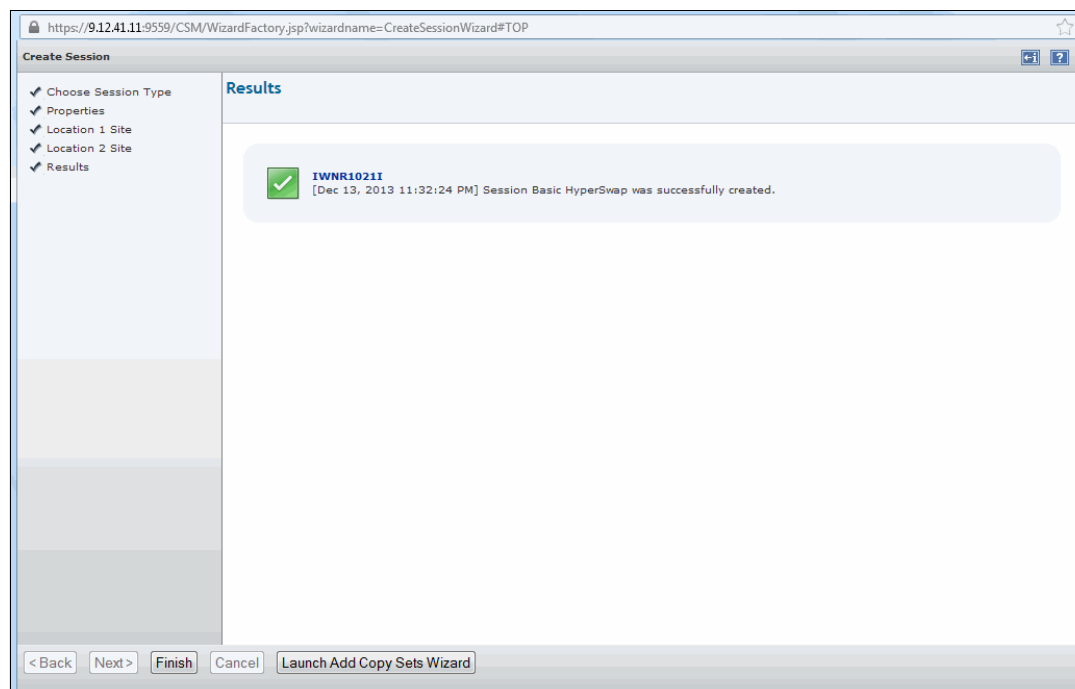 https://9.12.41.11:9559/CSM/WizardFactory.jsp?wizardname=CreateSessionWizard#TOP
Create Session
?
Choose Session Type
Properties
Location 1 Site
Location 2 Site
Results
Results
IWNR1021I
[Dec 13, 2013 11:32:24 PM] Session Basic HyperSwap was successfully created.
< Back Next > Finish Cancel Launch Add Copy Sets Wizard